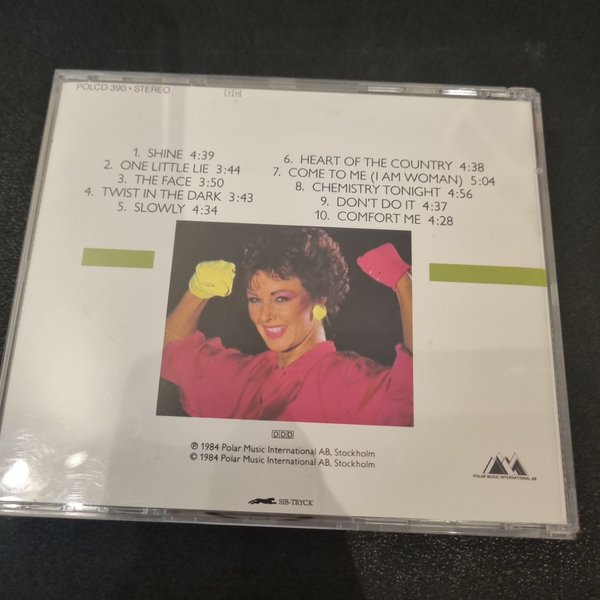 POLCD 390 • STEREO
YH
1. SHINE 4:39
2. ONE LITTLE LIE 3:44
3. THE FACE 3:50
4. TWIST IN THE DARK 3:43
5. SLOWLY 4:34
6. HEART OF THE COUNTRY 4:38
7. COME TO ME (I AM WOMAN) 5:04
8. CHEMISTRY TONIGHT 4:56
9. DON'T DO IT 4:37
10. COMFORT ME 4:28
DDD
℗ 1984 Polar Music International AB, Stockholm
© 1984 Polar Music International AB, Stockholm
POLAR MUSIC INTERNATIONAL AB
SIB-TRYCK